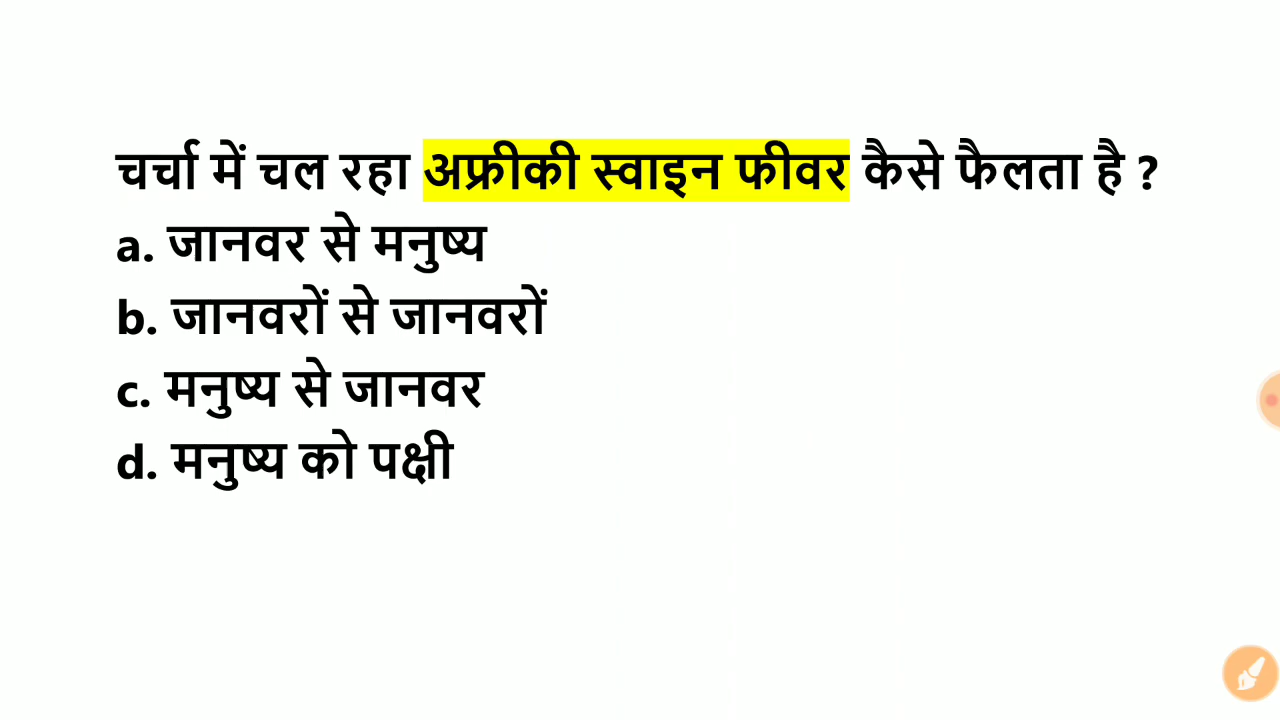 चर्चा में चल रहा अफ्रीकी स्वाइन फीवर कैसे फैलता है ?
a. जानवर से मनुष्य
b. जानवरों से जानवरों
c. मनुष्य से जानवर
d. मनुष्य को पक्षी